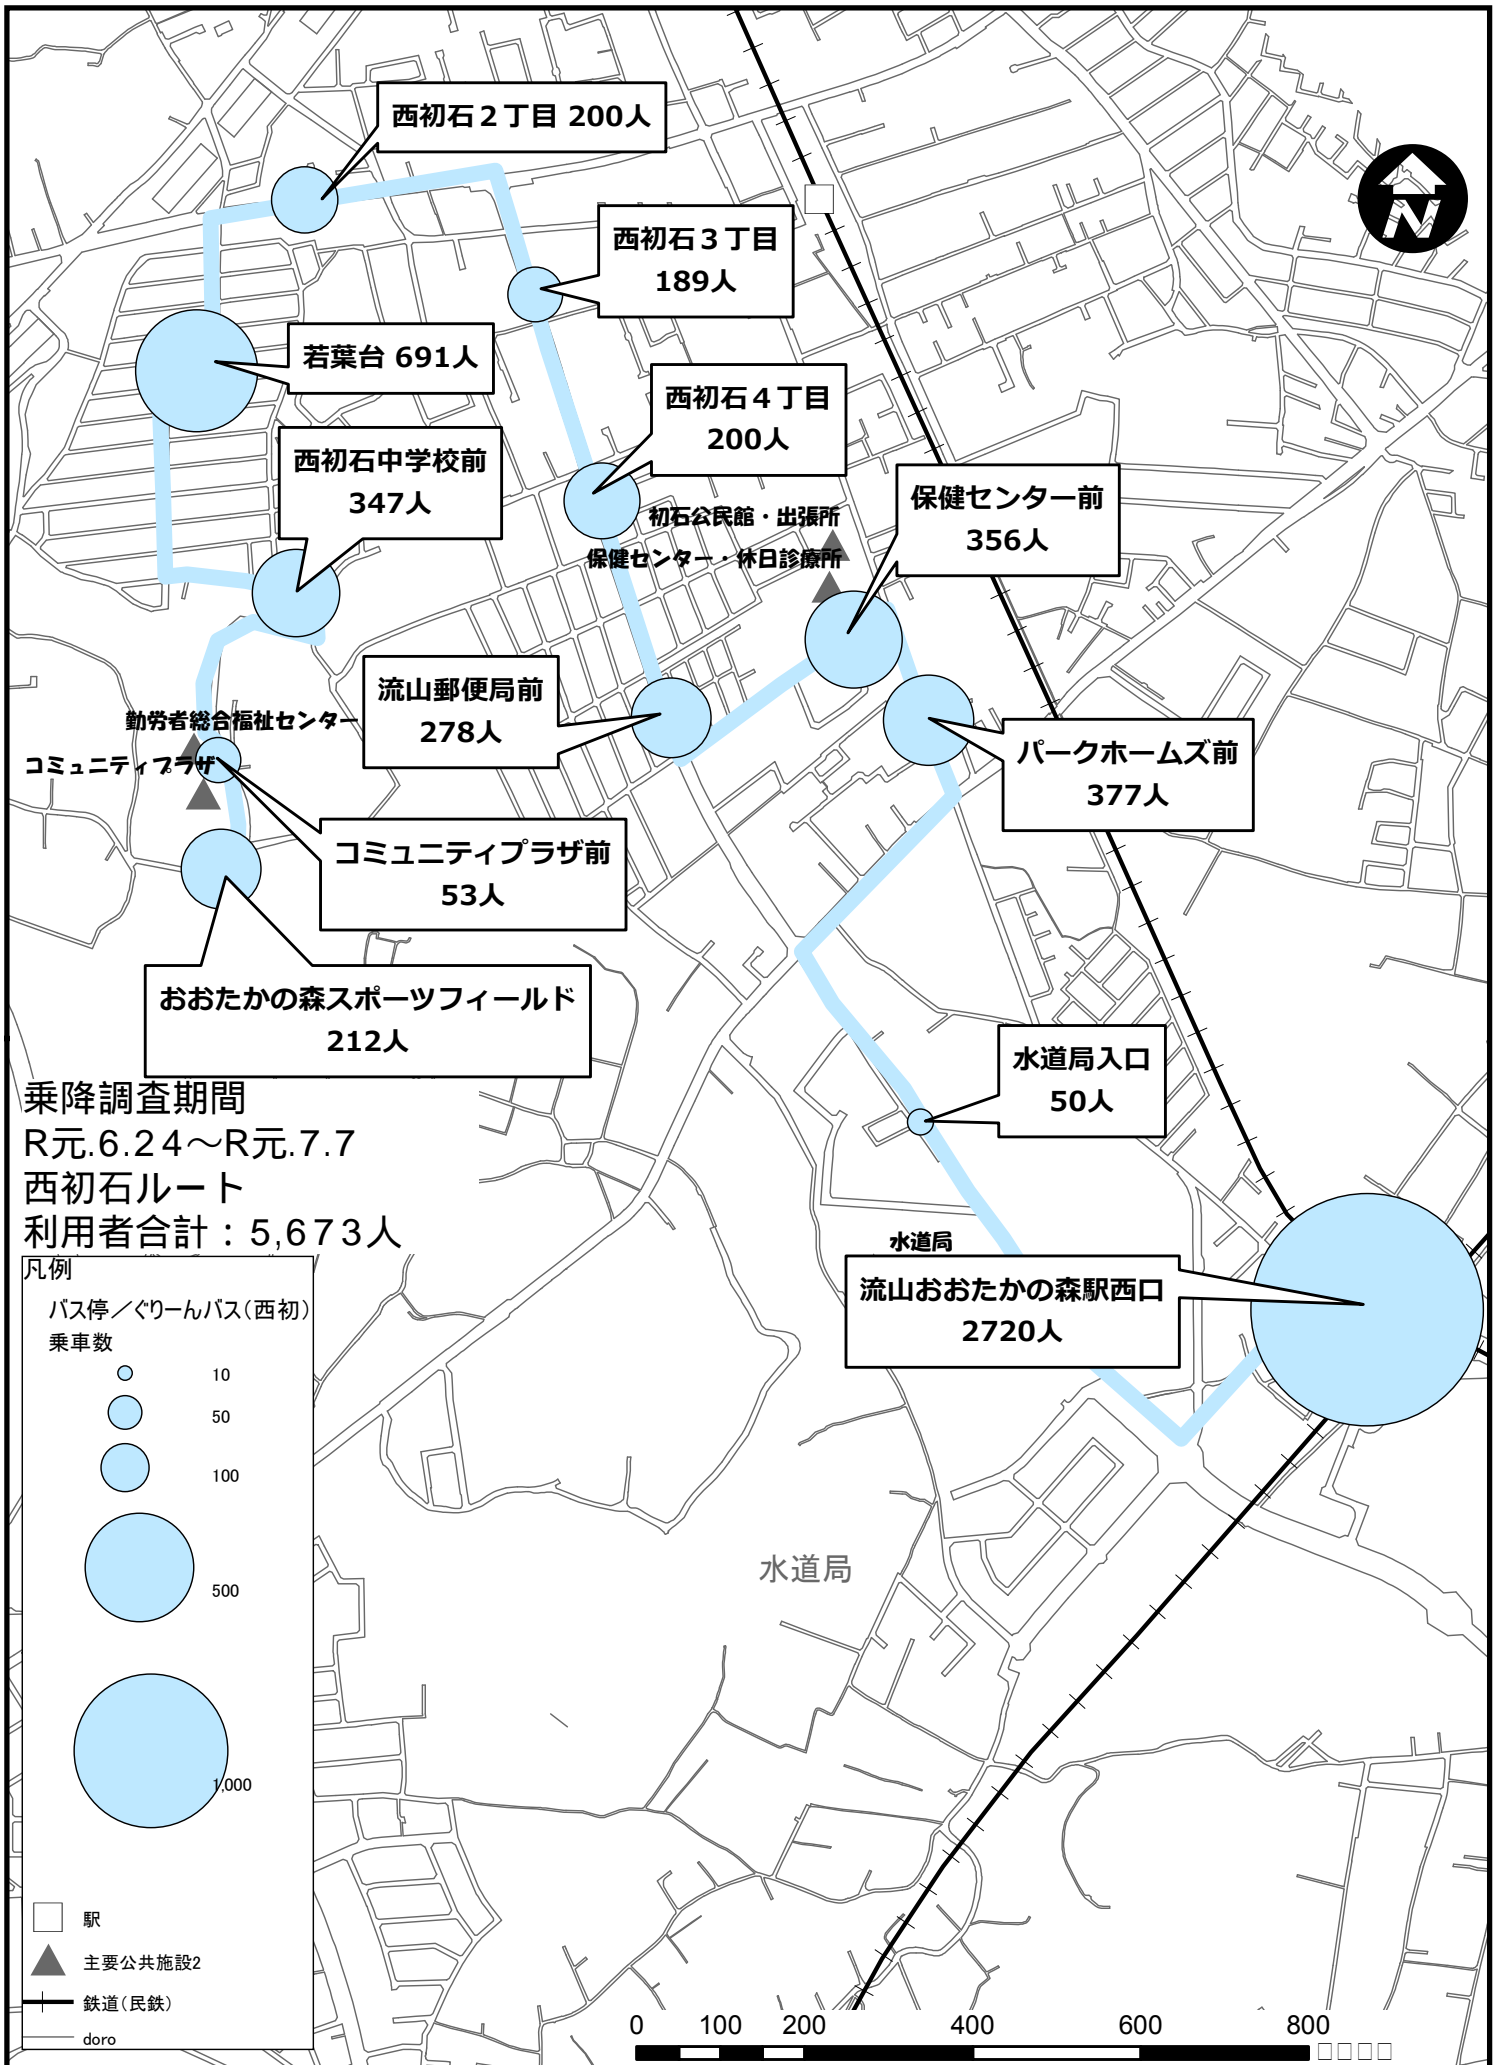 西初石２丁目 200人
西初石３丁目
189人
若葉台 691人
西初石４丁目
200人
西初石中学校前
347人
保健センター前
356人
初石公民館・出張所
保健センター・休日診療所
流山郵便局前
278人
勤労者総合福祉センター
コミュニティプラザ
パークホームズ前
377人
コミュニティプラザ前
53人
おおたかの森スポーツフィールド
212人
水道局入口
50人
乗降調査期間
R元.6.24～R元.7.7
西初石ルート
利用者合計：5,673人
水道局
流山おおたかの森駅西口
2720人
凡例
バス停／ぐりーんバス（西初）
乗車数
10
50
100
500
1,000
水道局
駅
主要公共施設2
鉄道（民鉄）
doro
0 100 200 400 600 800
N